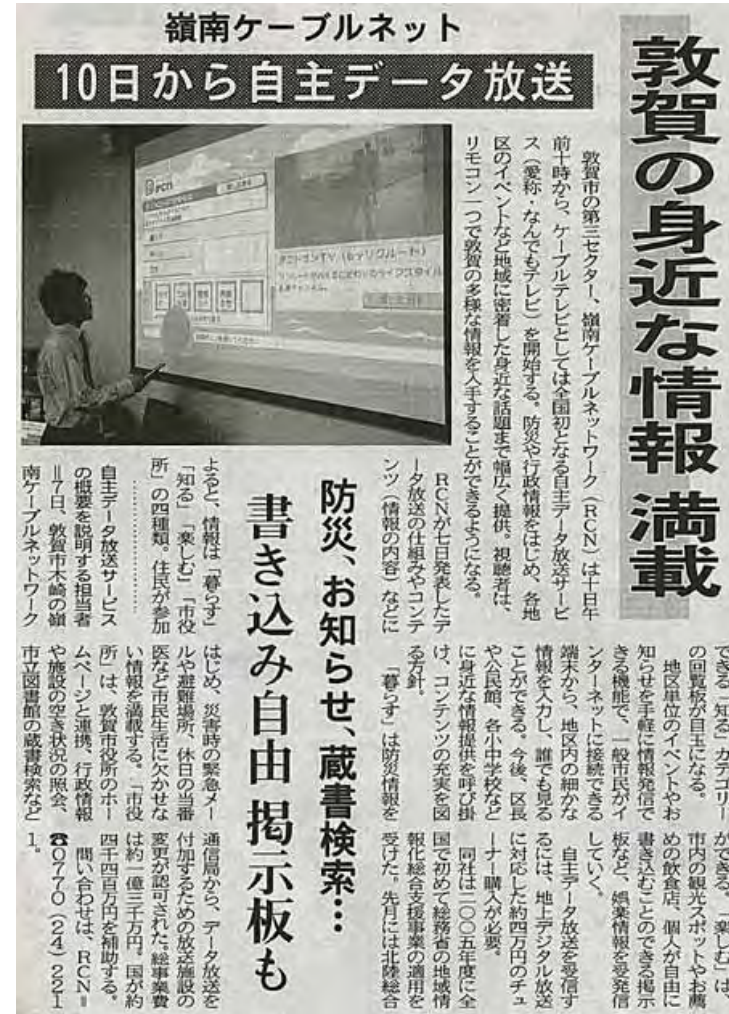 嶺南ケーブルネット
10日から自主データ放送
敦賀の身近な情報 満載
敦賀市の第三セクター、嶺南ケーブルネットワーク（RCN）は十日午
前十時から、ケーブルテレビとしては全国初となる自主データ放送サービ
ス（愛称・なんでもテレビ）を開始する。防災や行政情報をはじめ、各地
区のイベントなど地域に密着した身近な話題まで幅広く提供。視聴者は、
リモコン一つで敦賀の多様な情報を入手することができるようになる。
RCNが七日発表したデ
ータ放送の仕組みやコンテ
ンツ（情報の内容）などに
防災、お知らせ、蔵書検索…
書き込み自由 掲示板も
よると、情報は「暮らす」
「知る」「楽しむ」「市役
所」の四種類。住民が参加
自主データ放送サービス
の概要を説明する担当者
＝7日、敦賀市木崎の嶺
南ケーブルネットワーク
できる「知る」カテゴリー
の回覧板が目玉になる。
地区単位のイベントやお
知らせを手軽に情報発信で
きる機能で、一般市民がイ
ンターネットに接続できる
端末から、地区内の細かな
情報を入力し、誰でも見る
ことができる。今後、区長
や公民館、各小中学校など
に身近な情報提供を呼び掛
け、コンテンツの充実を図
る方針。
「暮らす」は防災情報を
はじめ、災害時の緊急メー
ルや避難場所、休日の当番
医など市民生活に欠かせな
い情報を満載する。「市役
所」は、敦賀市役所のホー
ムページと連携、行政情報
や施設の空き状況の照会、
市立図書館の蔵書検索など
ができる。「楽しむ」は、
市内の観光スポットやお薦
めの飲食店、個人が自由に
書き込むことのできる掲示
板など、娯楽情報を受発信
していく。
自主データ放送を受信す
るには、地上デジタル放送
に対応した約四万円のチュ
ーナー購入が必要。
同社は二〇〇五年度に全
国で初めて総務省の地域情
報化総合支援事業の適用を
受けた。先月には北陸総合
通信局から、データ放送を
付加するための放送施設の
変更が認可された。総事業費
は約一億三千万円。国が約
四千四百万円を補助する。
問い合わせは、RCN＝
☎0770（24）221
1。